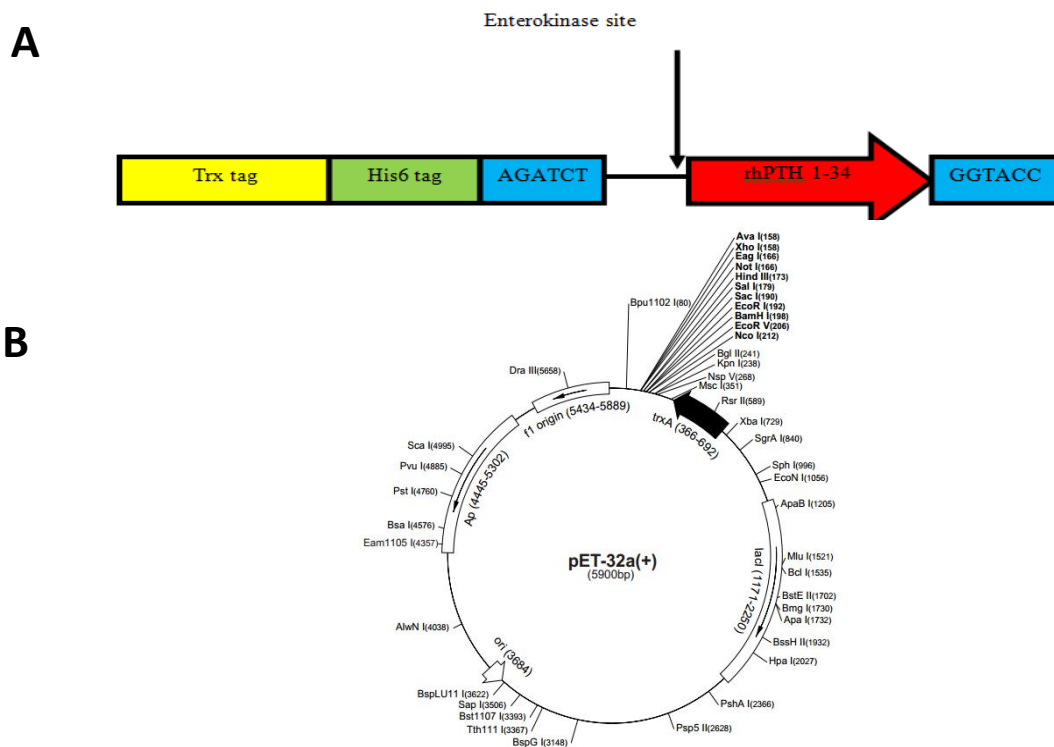 Enterokinase site
A
Trx tag
His6 tag
AGATCT
rhPTH 1-34
GGTACC
B
Ava I(158)
Xho I(158)
Eag I(166)
Not I(166)
Hind III(173)
Sal I(179)
Sac I(190)
EcoR I(192)
BamH I(198)
EcoR V(206)
Nco I(212)
Bpu1102 I(80)
Bgl II(241)
Kpn I(238)
Nsp V(268)
Msc I(351)
Rsr II(589)
Xba I(729)
SgrA I(840)
Sph I(996)
EcoN I(1056)
ApaB I(1205)
Mlu I(1521)
Bcl I(1535)
BstE II(1702)
Bmg I(1730)
Apa I(1732)
BssH II(1932)
Hpa I(2027)
PshA I(2366)
Psp5 II(2628)
BspG I(3148)
Tth111 I(3367)
Bst1107 I(3393)
Sap I(3506)
BspLU11 I(3622)
AlwN I(4038)
Eam1105 I(4357)
Bsa I(4576)
Pst I(4760)
Pvu I(4885)
Sca I(4995)
Dra III(5658)
f1 origin (5434-5889)
trxA (366-692)
Ap (4445-5302)
lacI (1171-2250)
ori (3684)
pET-32a(+)
(5900bp)